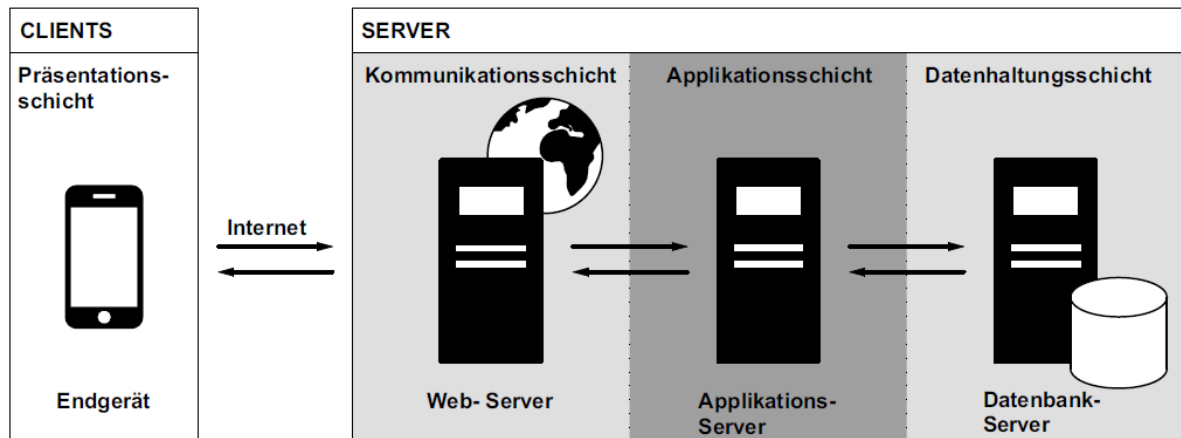 CLIENTS
SERVER
Präsentations-
schicht
Kommunikationsschicht
Applikationsschicht
Datenhaltungsschicht
Internet
Endgerät
Web- Server
Applikations-
Server
Datenbank-
Server